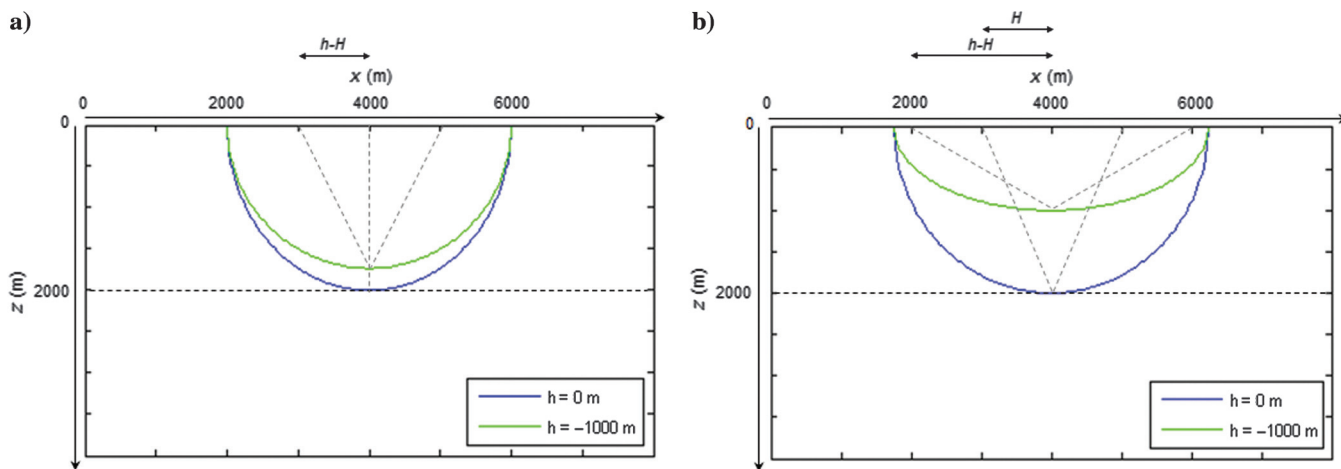 a)
h-H
x (m)
0 2000 4000 6000
0
2000
z (m)
h = 0 m
h = −1000 m
b)
H
h-H
x (m)
0 2000 4000 6000
0
2000
z (m)
h = 0 m
h = −1000 m